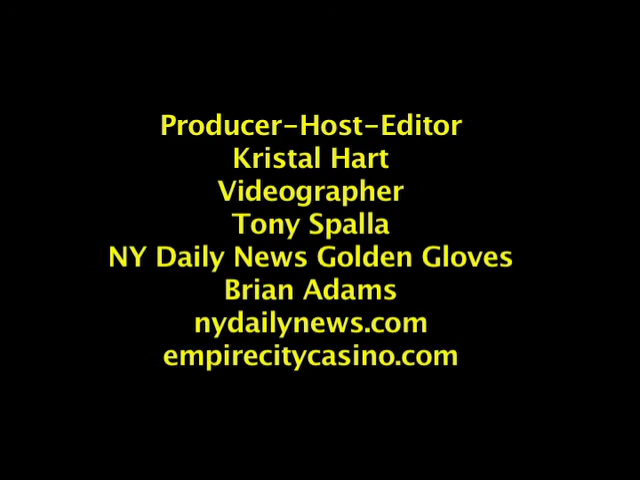 Producer-Host-Editor
Kristal Hart
Videographer
Tony Spalla
NY Daily News Golden Gloves
Brian Adams
nydailynews.com
empirecitycasino.com